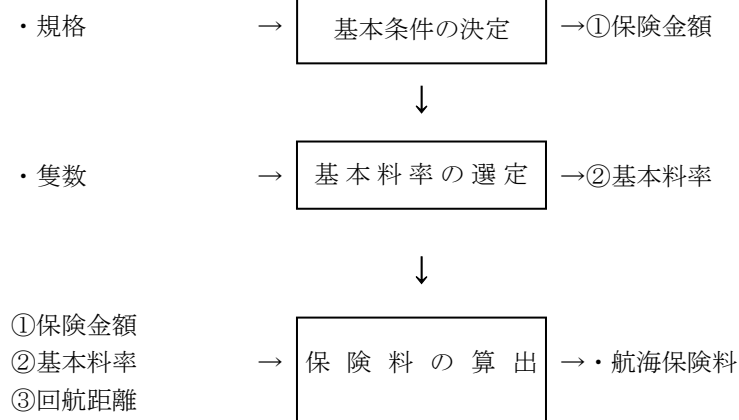 ・規格 → 基本条件の決定 →①保険金額
↓
・隻数 → 基本料率の選定 →②基本料率
↓
①保険金額
②基本料率 → 保険料の算出 →・航海保険料
③回航距離